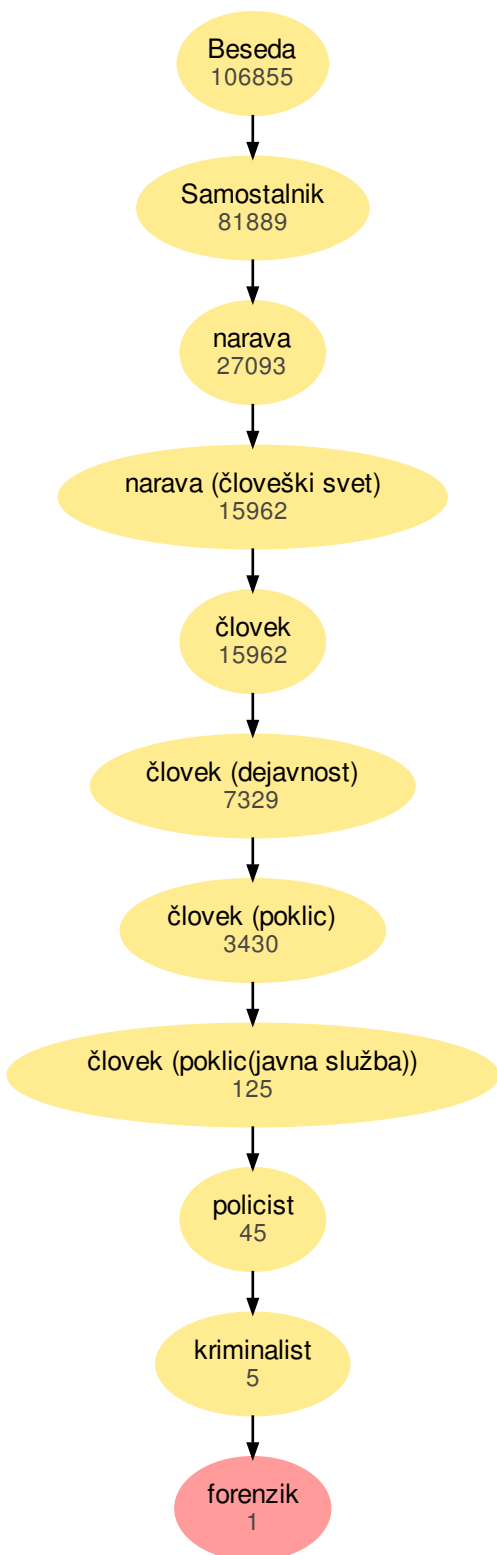 Beseda
106855
Samostalnik
81889
narava
27093
narava (človeški svet)
15962
človek
15962
človek (dejavnost)
7329
človek (poklic)
3430
človek (poklic(javna služba))
125
policist
45
kriminalist
5
forenzik
1